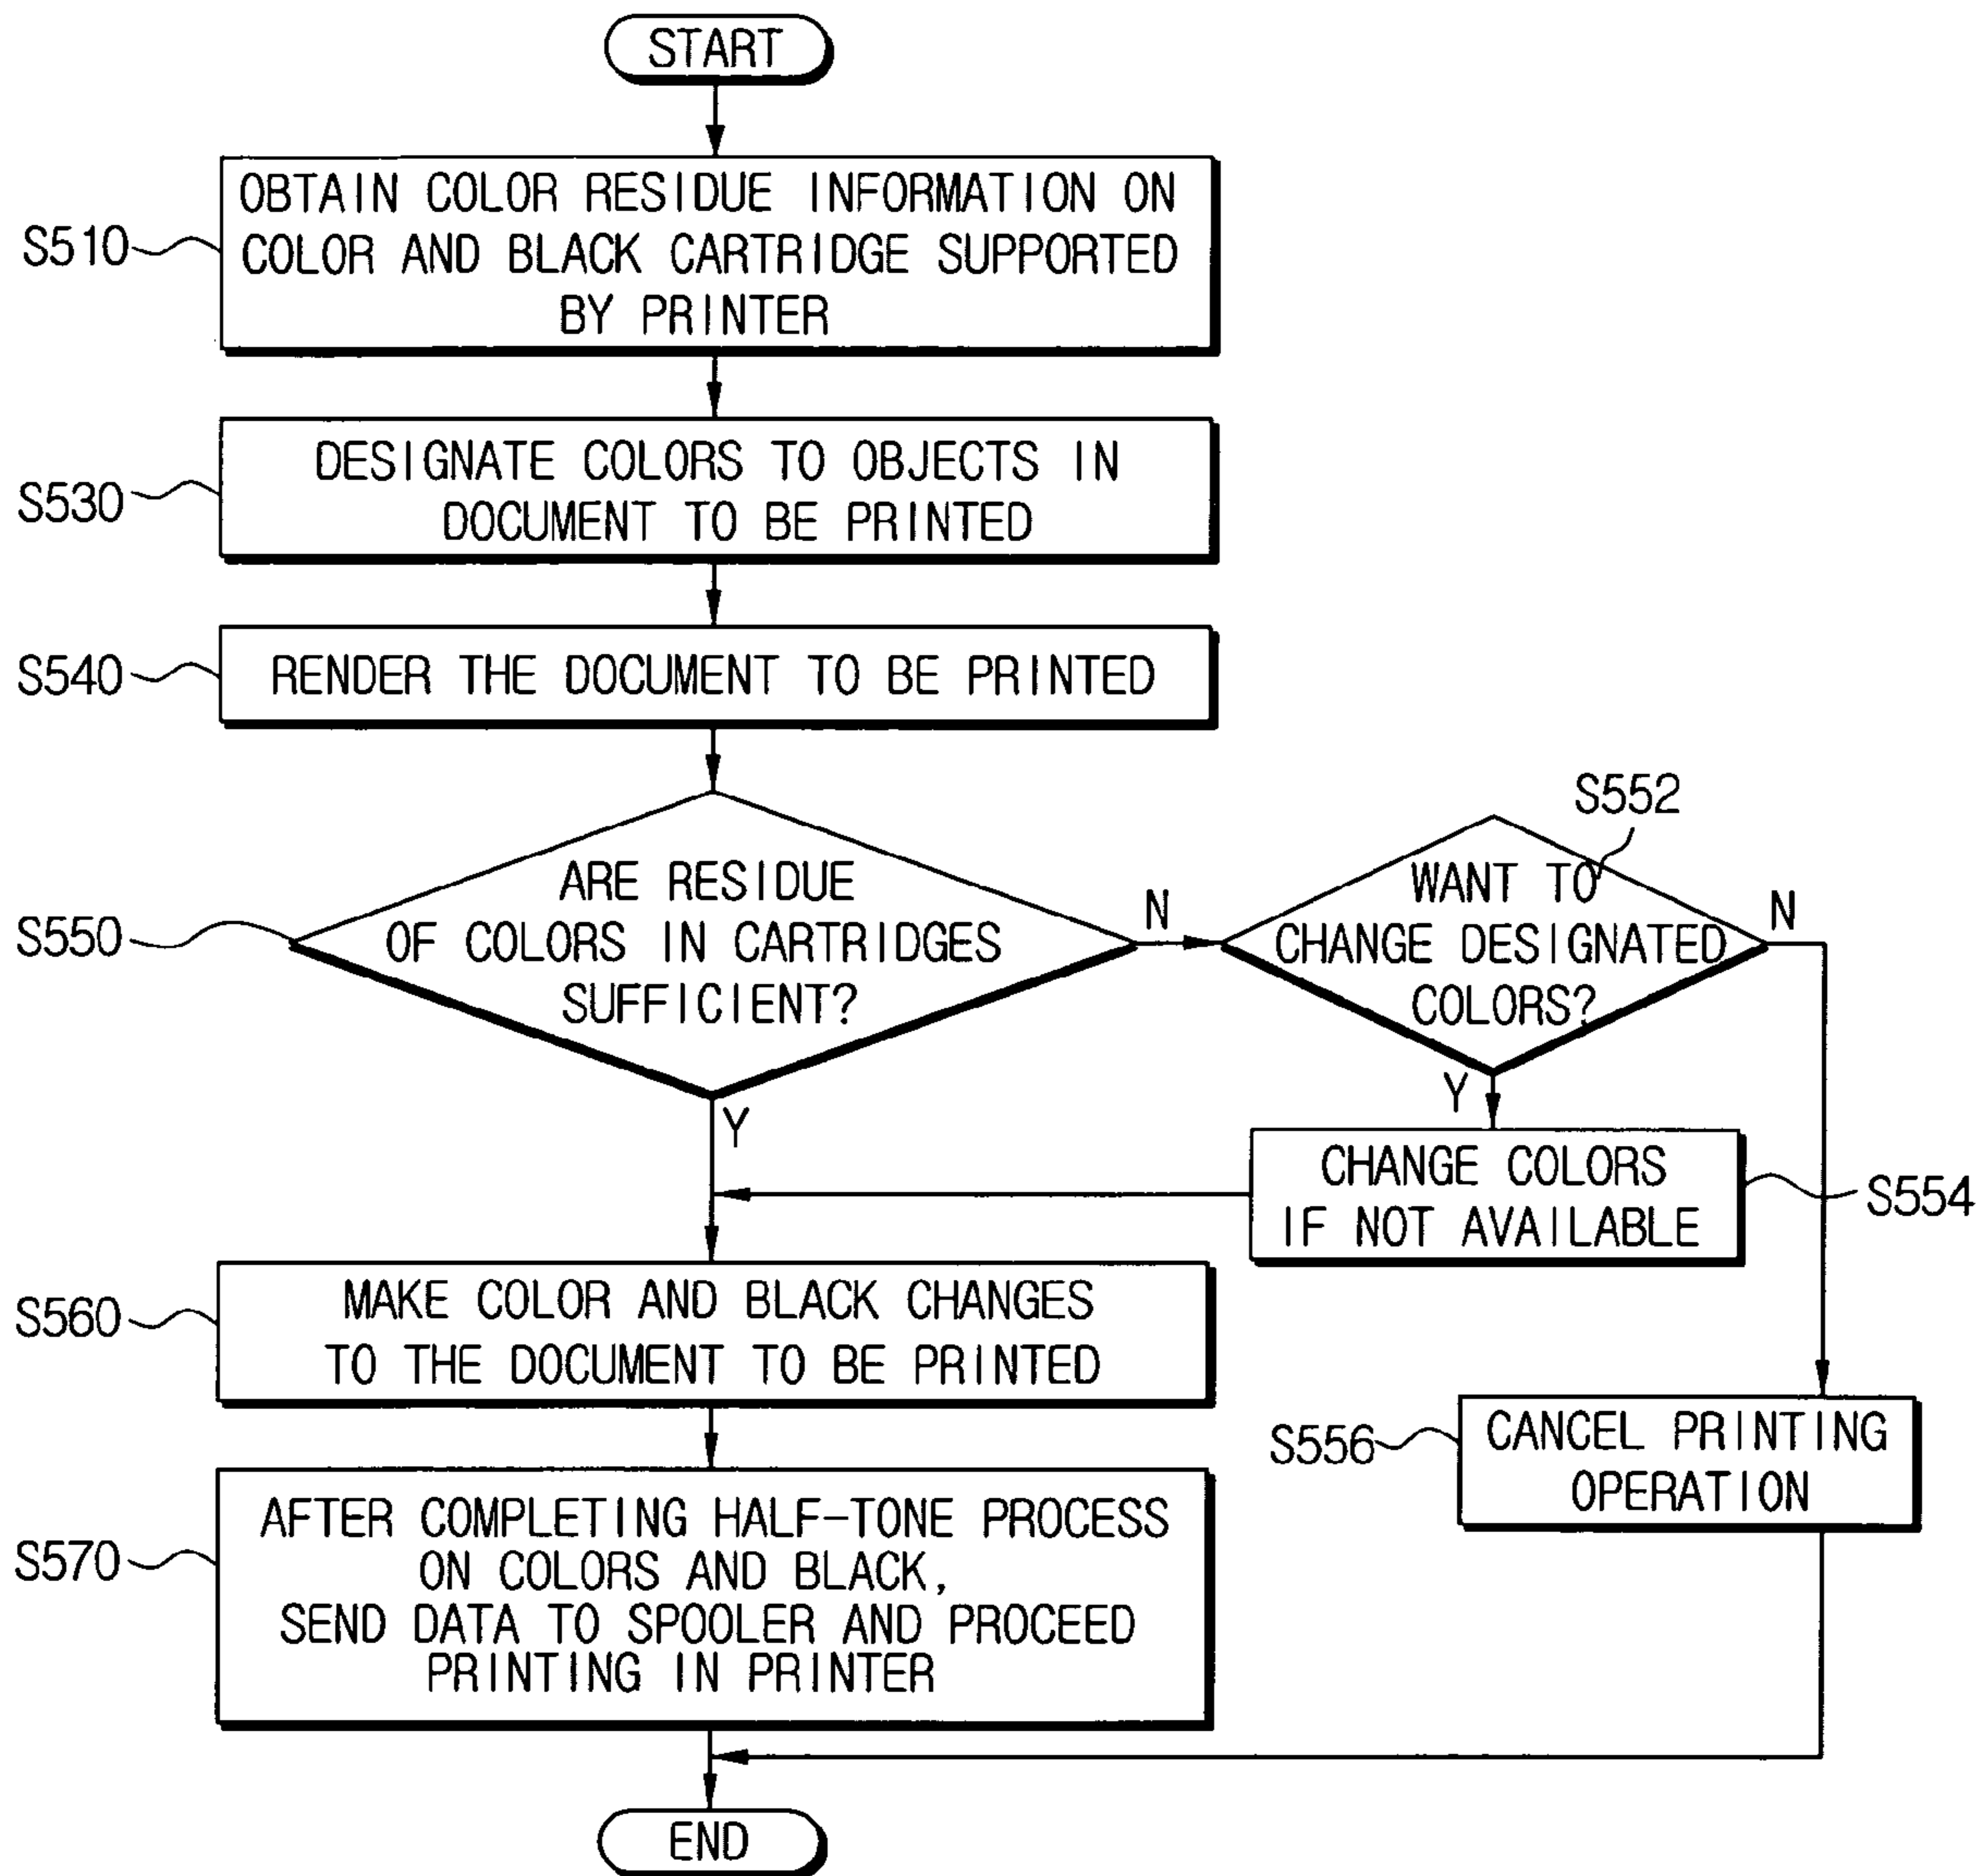 START
S510
OBTAIN COLOR RESIDUE INFORMATION ON
COLOR AND BLACK CARTRIDGE SUPPORTED
BY PRINTER
S530
DESIGNATE COLORS TO OBJECTS IN
DOCUMENT TO BE PRINTED
S540
RENDER THE DOCUMENT TO BE PRINTED
S550
ARE RESIDUE
OF COLORS IN CARTRIDGES
SUFFICIENT?
N
Y
S552
WANT TO
CHANGE DESIGNATED
COLORS?
N
Y
CHANGE COLORS
IF NOT AVAILABLE
S554
S560
MAKE COLOR AND BLACK CHANGES
TO THE DOCUMENT TO BE PRINTED
S556
CANCEL PRINTING
OPERATION
S570
AFTER COMPLETING HALF-TONE PROCESS
ON COLORS AND BLACK,
SEND DATA TO SPOOLER AND PROCEED
PRINTING IN PRINTER
END